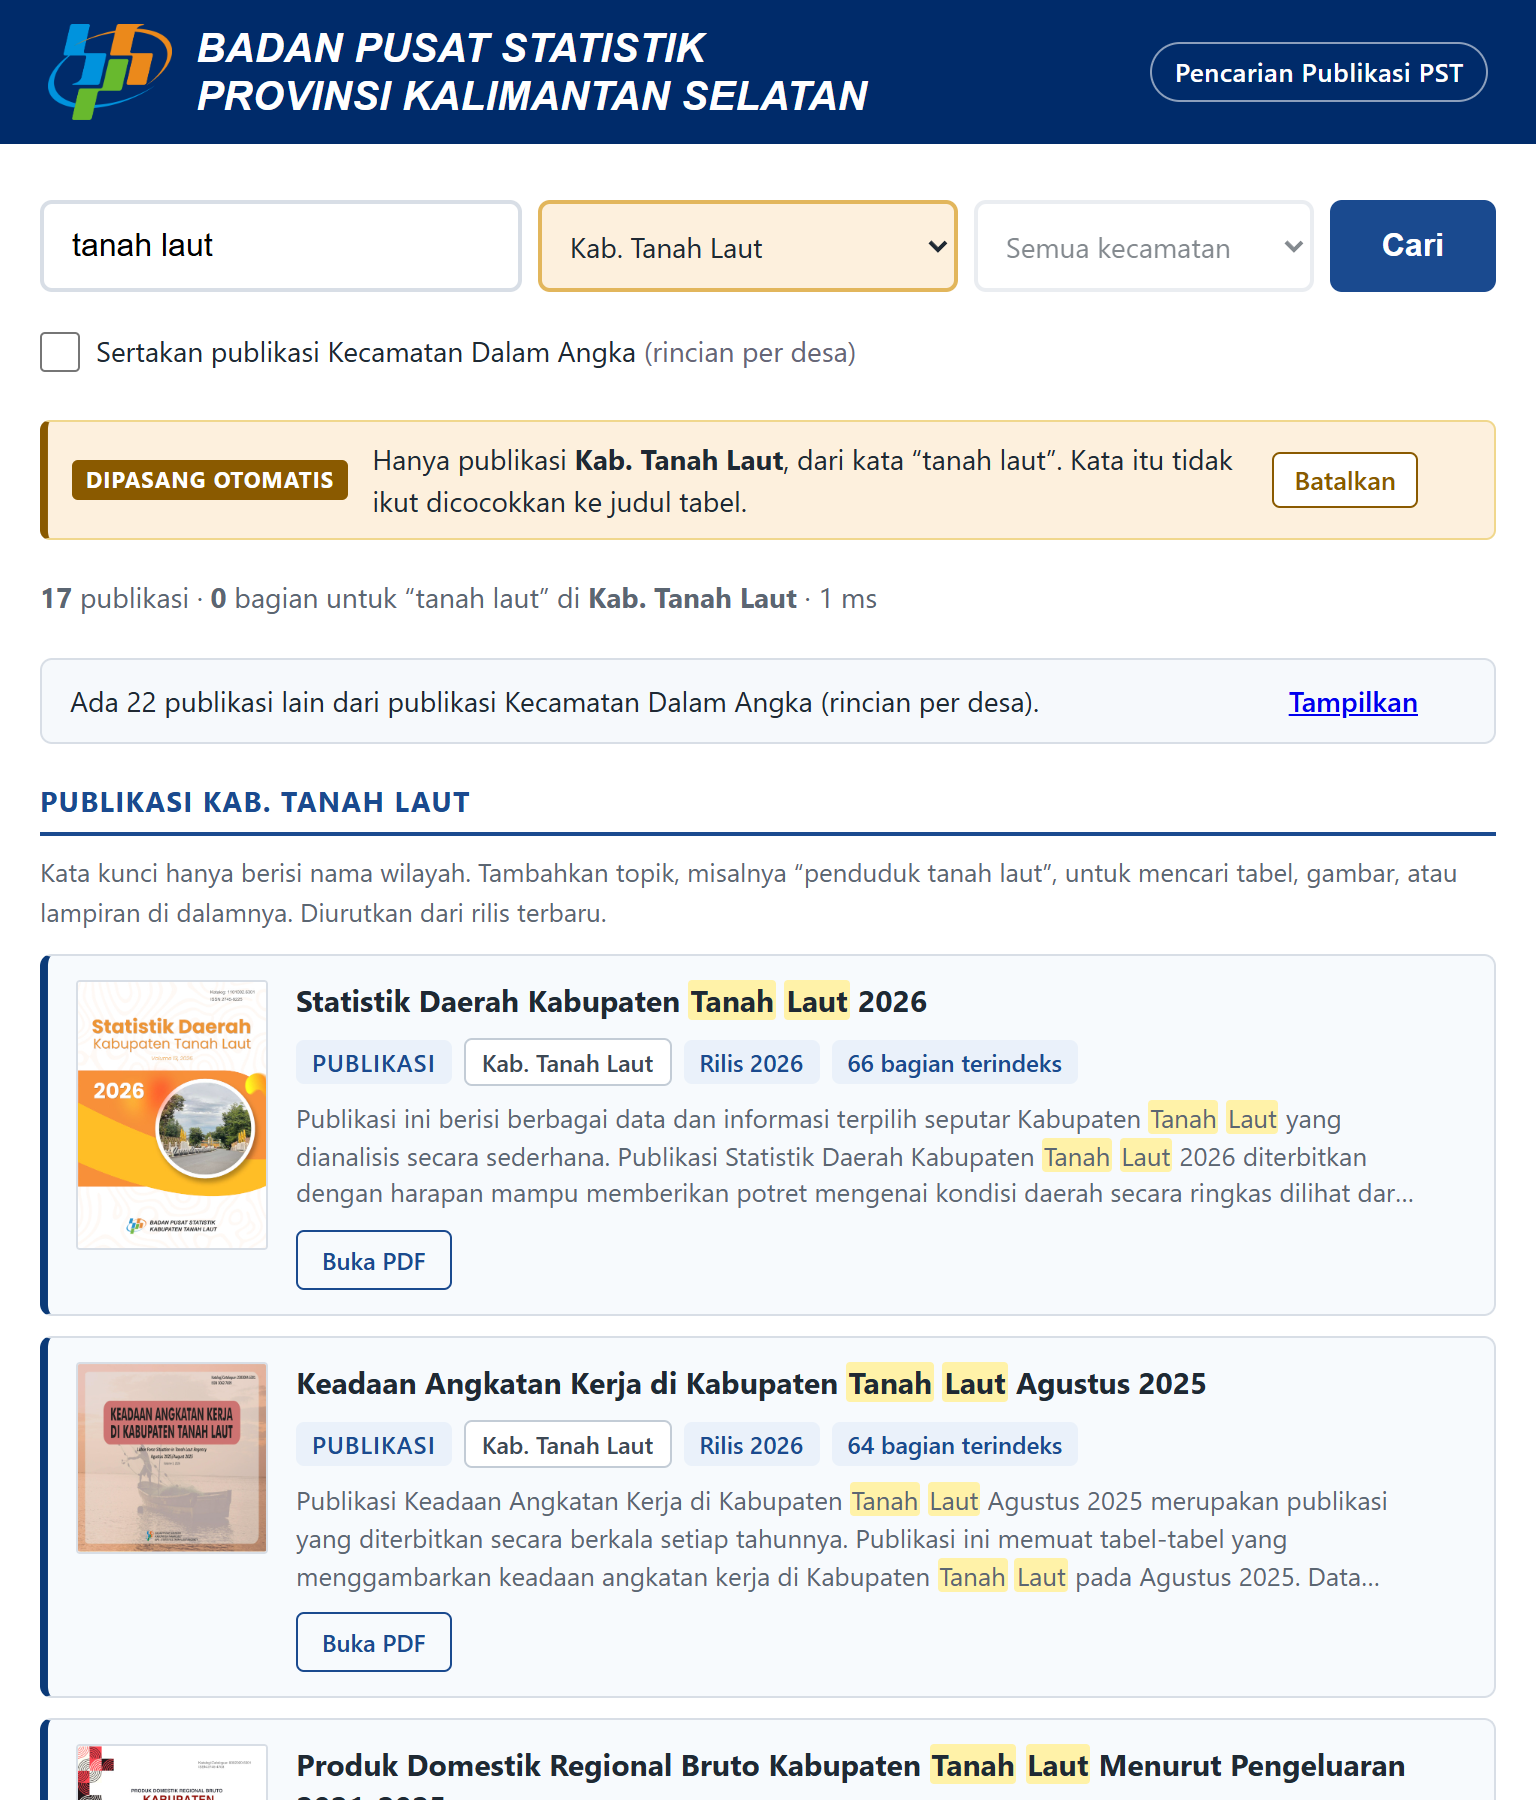 BADAN PUSAT STATISTIK
PROVINSI KALIMANTAN SELATAN
Pencarian Publikasi PST
tanah laut
Kab. Tanah Laut
Semua kecamatan
Cari
Sertakan publikasi Kecamatan Dalam Angka (rincian per desa)
DIPASANG OTOMATIS
Hanya publikasi Kab. Tanah Laut, dari kata “tanah laut”. Kata itu tidak
ikut dicocokkan ke judul tabel.
Batalkan
17 publikasi · 0 bagian untuk “tanah laut” di Kab. Tanah Laut · 1 ms
Ada 22 publikasi lain dari publikasi Kecamatan Dalam Angka (rincian per desa).
Tampilkan
PUBLIKASI KAB. TANAH LAUT
Kata kunci hanya berisi nama wilayah. Tambahkan topik, misalnya “penduduk tanah laut”, untuk mencari tabel, gambar, atau
lampiran di dalamnya. Diurutkan dari rilis terbaru.
Statistik Daerah
Kabupaten Tanah Laut
2026
BADAN PUSAT STATISTIK
KABUPATEN TANAH LAUT
Statistik Daerah Kabupaten Tanah Laut 2026
PUBLIKASI
Kab. Tanah Laut
Rilis 2026
66 bagian terindeks
Publikasi ini berisi berbagai data dan informasi terpilih seputar Kabupaten Tanah Laut yang
dianalisis secara sederhana. Publikasi Statistik Daerah Kabupaten Tanah Laut 2026 diterbitkan
dengan harapan mampu memberikan potret mengenai kondisi daerah secara ringkas dilihat dar...
Buka PDF
KEADAAN ANGKATAN KERJA
DI KABUPATEN TANAH LAUT
Keadaan Angkatan Kerja di Kabupaten Tanah Laut Agustus 2025
PUBLIKASI
Kab. Tanah Laut
Rilis 2026
64 bagian terindeks
Publikasi Keadaan Angkatan Kerja di Kabupaten Tanah Laut Agustus 2025 merupakan publikasi
yang diterbitkan secara berkala setiap tahunnya. Publikasi ini memuat tabel-tabel yang
menggambarkan keadaan angkatan kerja di Kabupaten Tanah Laut pada Agustus 2025. Data...
Buka PDF
PRODUK DOMESTIK REGIONAL BRUTO
KABUPATEN
Produk Domestik Regional Bruto Kabupaten Tanah Laut Menurut Pengeluaran